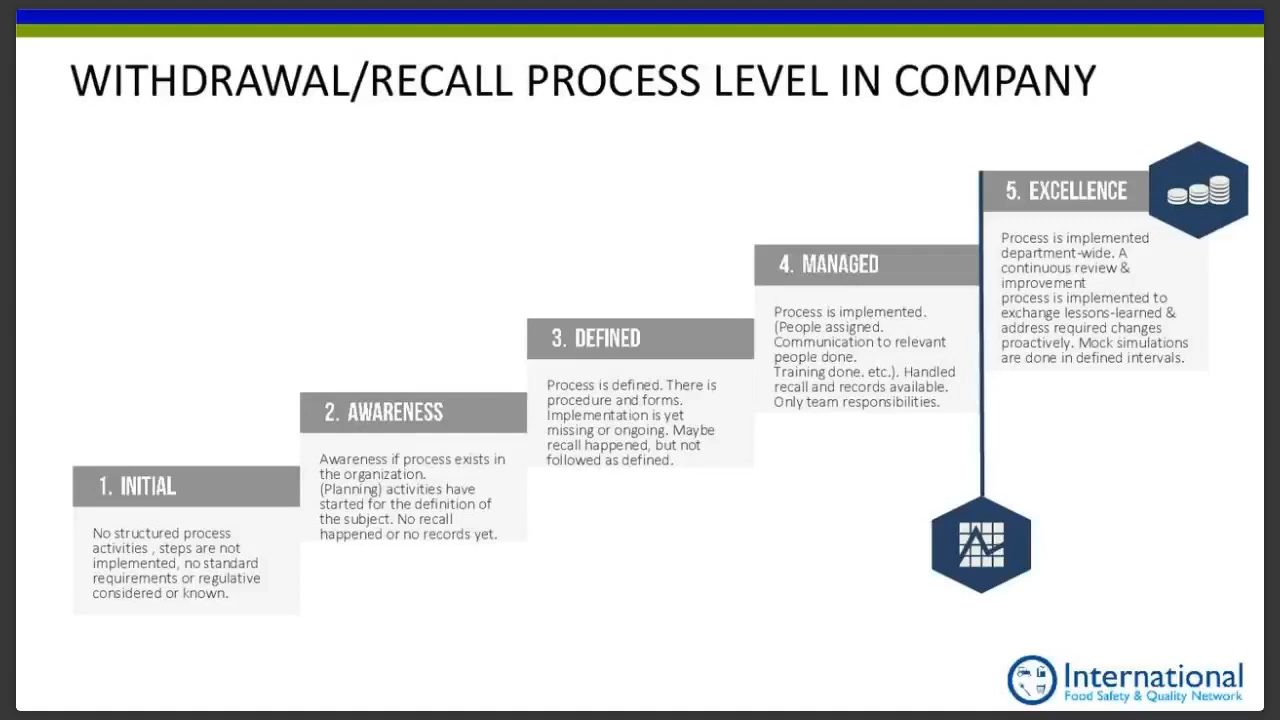 WITHDRAWAL/RECALL PROCESS LEVEL IN COMPANY
1. INITIAL
No structured process
activities , steps are not
implemented, no standard
requirements or regulative
considered or known.
2. AWARENESS
Awareness if process exists in
the organization.
(Planning) activities have
started for the definition of
the subject. No recall
happened or no records yet.
3. DEFINED
Process is defined. There is
procedure and forms.
Implementation is yet
missing or ongoing. Maybe
recall happened, but not
followed as defined.
4. MANAGED
Process is implemented.
(People assigned.
Communication to relevant
people done.
Training done. etc.). Handled
recall and records available.
Only team responsibilities.
5. EXCELLENCE
Process is implemented
department-wide. A
continuous review &
improvement
process is implemented to
exchange lessons-learned &
address required changes
proactively. Mock simulations
are done in defined intervals.
International
Food Safety & Quality Network